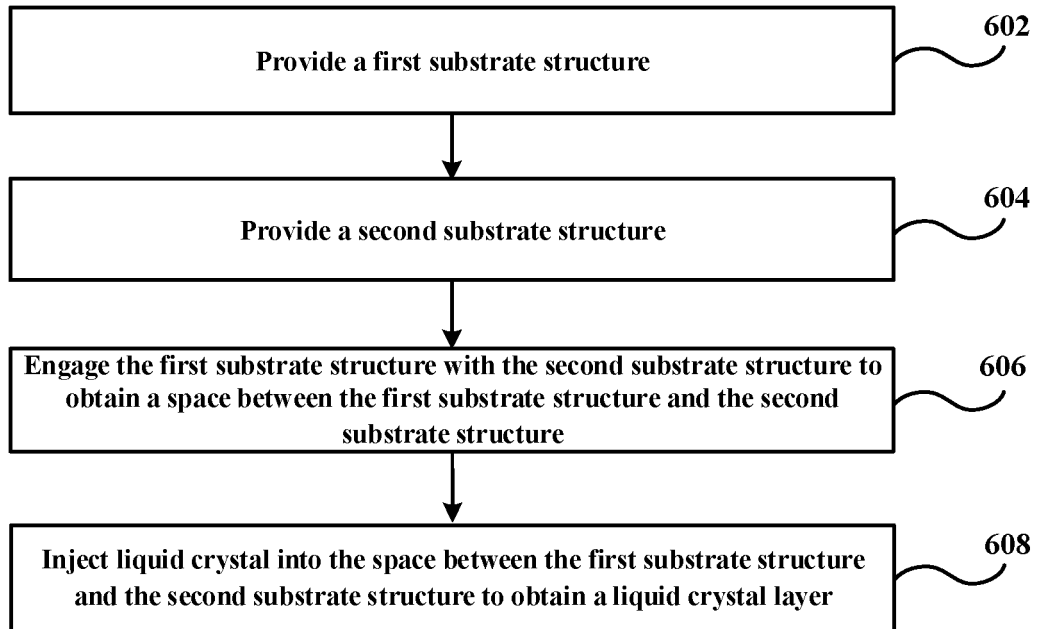 602
Provide a first substrate structure
604
Provide a second substrate structure
606
Engage the first substrate structure with the second substrate structure to
obtain a space between the first substrate structure and the second
substrate structure
608
Inject liquid crystal into the space between the first substrate structure
and the second substrate structure to obtain a liquid crystal layer